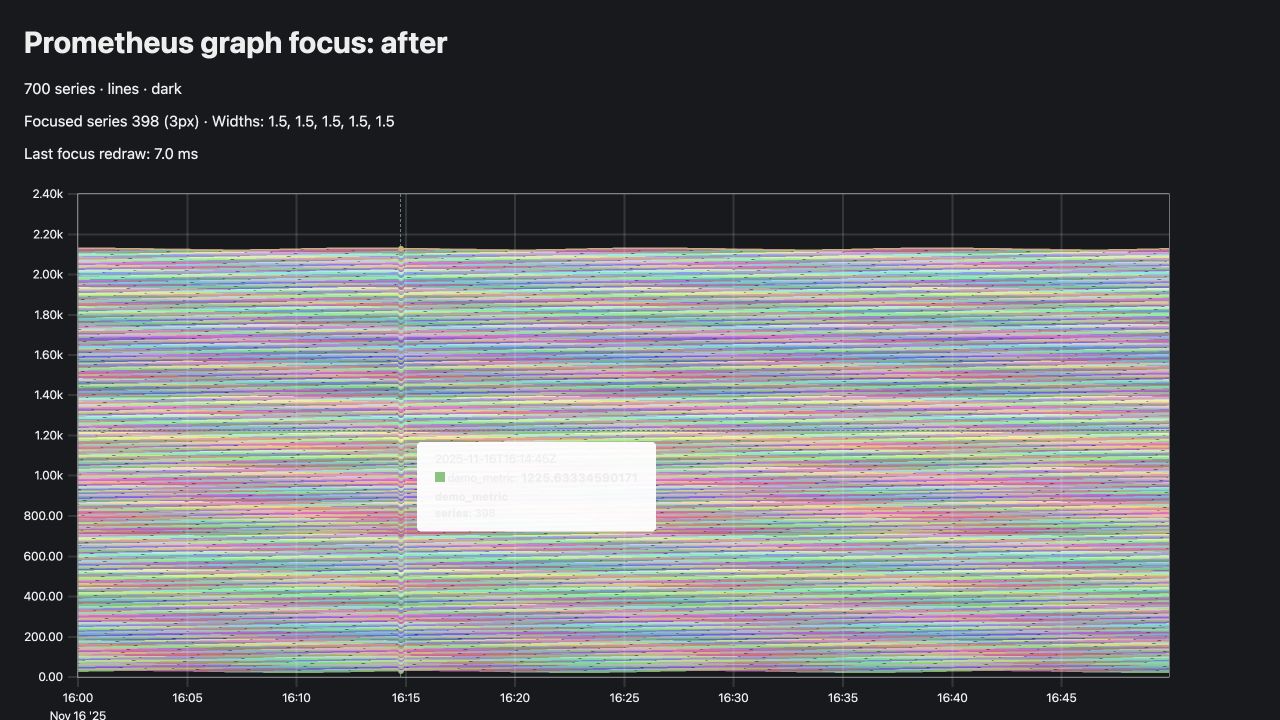 Prometheus graph focus: after
700 series · lines · dark
Focused series 398 (3px) · Widths: 1.5, 1.5, 1.5, 1.5, 1.5
Last focus redraw: 7.0 ms
2.40k
2.20k
2.00k
1.80k
1.60k
1.40k
1.20k
1.00k
800.00
600.00
400.00
200.00
0.00
2025-11-16T16:14:45Z
demo_metric: 1225.63334590171
demo_metric
series: 398
16:00 16:05 16:10 16:15 16:20 16:25 16:30 16:35 16:40 16:45
Nov 16 '25